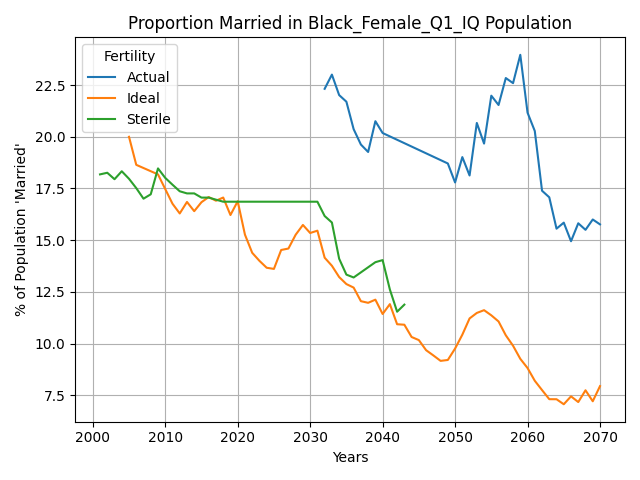 Proportion Married in Black_Female_Q1_IQ Population
Fertility
Actual
Ideal
Sterile
% of Population 'Married'
22.5
20.0
17.5
15.0
12.5
10.0
7.5
2000 2010 2020 2030 2040 2050 2060 2070
Years